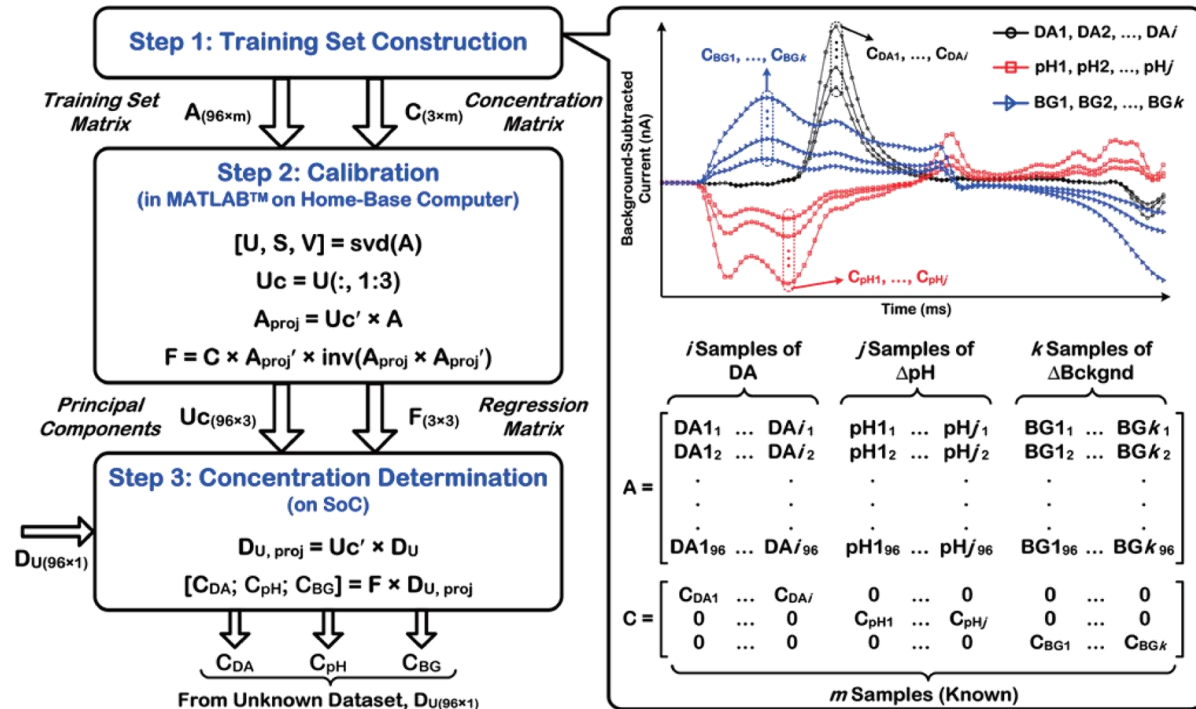 Step 1: Training Set Construction
Training Set
Matrix
A(96×m)
C(3×m)
Concentration
Matrix
Step 2: Calibration
(in MATLAB™ on Home-Base Computer)
[U, S, V] = svd(A)
Uc = U(:, 1:3)
Aproj = Uc′ × A
F = C × Aproj′ × inv(Aproj × Aproj′)
Principal
Components
Uc(96×3)
F(3×3)
Regression
Matrix
Step 3: Concentration Determination
(on SoC)
DU, proj = Uc′ × DU
[CDA; CpH; CBG] = F × DU, proj
DU(96×1)
CDA CpH CBG
From Unknown Dataset, DU(96×1)
Background-Subtracted
Current (nA)
CBG1, …, CBGk
CDA1, …, CDAi
DA1, DA2, …, DAi
pH1, pH2, …, pHj
BG1, BG2, …, BGk
CpH1, …, CpHj
Time (ms)
i Samples of
DA
j Samples of
ΔpH
k Samples of
ΔBckgnd
A =
DA1₁ … DAi₁ pH1₁ … pHj₁ BG1₁ … BGk₁
DA1₂ … DAi₂ pH1₂ … pHj₂ BG1₂ … BGk₂
. . . . . .
. . . . . .
. . . . . .
DA1₉₆ … DAi₉₆ pH1₉₆ … pHj₉₆ BG1₉₆ … BGk₉₆
C =
CDA1 … CDAi 0 … 0 0 … 0
0 … 0 CpH1 … CpHj 0 … 0
0 … 0 0 … 0 CBG1 … CBGk
m Samples (Known)